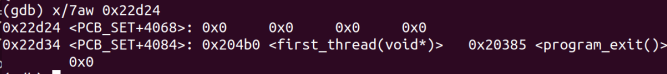 (gdb) x/7aw 0x22d24
0x22d24 <PCB_SET+4068>: 0x0 0x0 0x0 0x0
0x22d34 <PCB_SET+4084>: 0x204b0 <first_thread(void*)> 0x20385 <program_exit()>
0x0